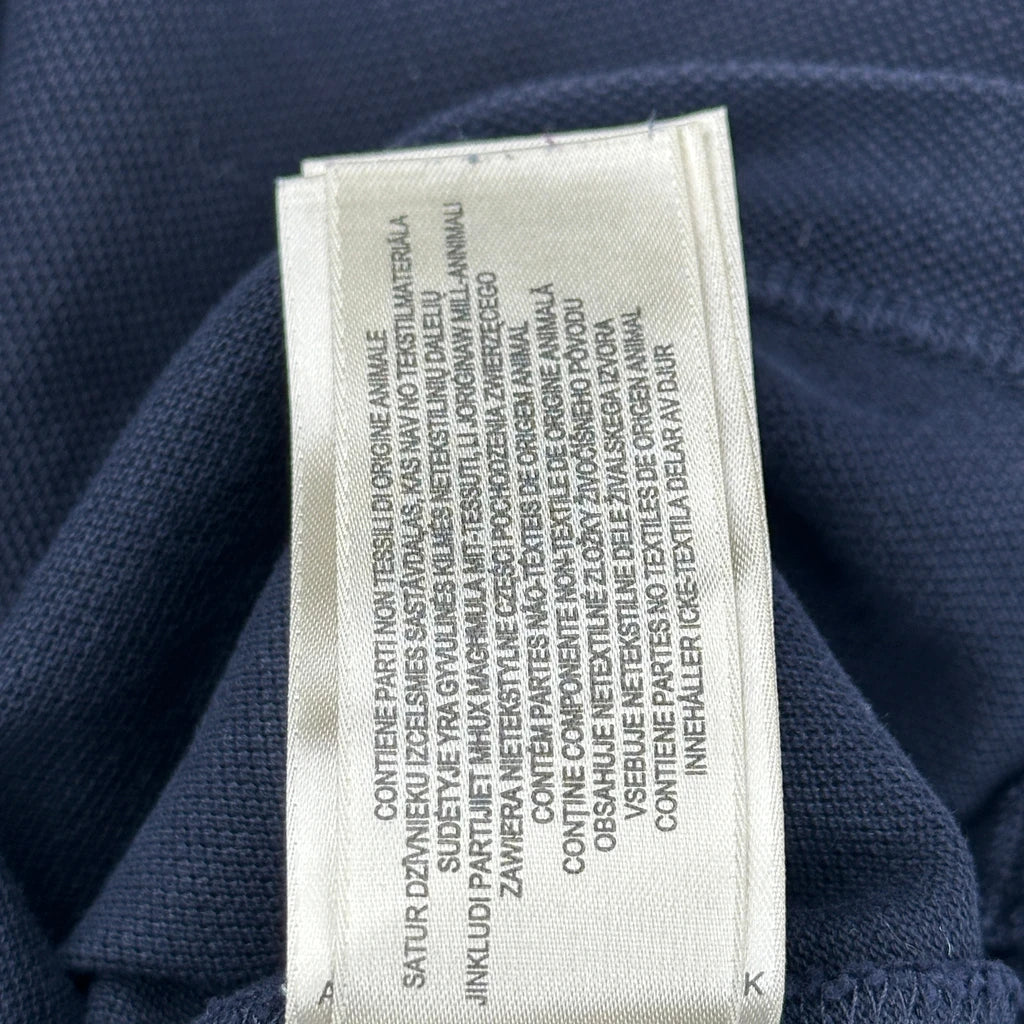 CONTIENE PARTI NON TESSILI DI ORIGINE ANIMALE
SATUR DZĪVNIEKU IZCELSMES SASTĀVDAĻAS, KAS NAV NO TEKSTILMATERIĀLA
SUDĖTYJE YRA GYVULINĖS KILMĖS NETEKSTILINIŲ DALELIŲ
JINKLUDI PARTIJIET MHUX MAGĦMULA MIT-TESSUTI, LI JORIĠINAW MILL-ANNIMALI
ZAWIERA NIETEKSTYLNE CZĘŚCI POCHODZENIA ZWIERZĘCEGO
CONTÉM PARTES NÃO-TÊXTEIS DE ORIGEM ANIMAL
CONȚINE COMPONENTE NON-TEXTILE DE ORIGINE ANIMALĂ
OBSAHUJE NETEXTILNÉ ZLOŽKY ŽIVOČÍŠNEHO PÔVODU
VSEBUJE NETEKSTILNE DELE ŽIVALSKEGA IZVORA
CONTIENE PARTES NO TEXTILES DE ORIGEN ANIMAL
INNEHÅLLER ICKE-TEXTILA DELAR AV DJUR
K